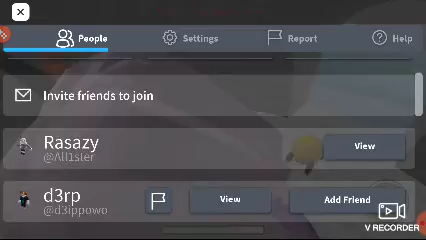 People Settings Report Help
Invite friends to join
Rasazy View
@All1ster
d3rp View Add Friend
@d3ippowo
V RECORDER